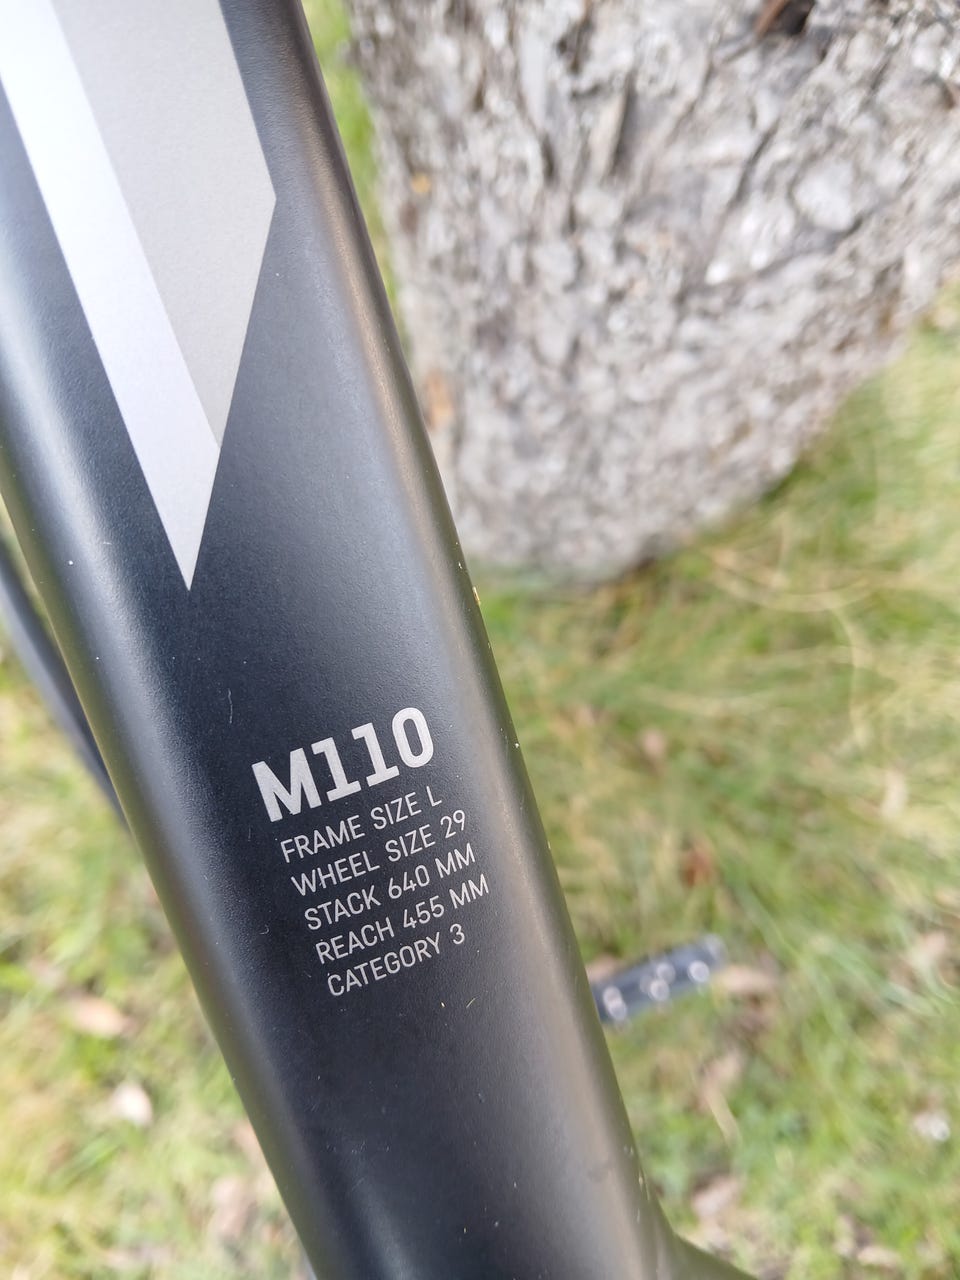 M110
FRAME SIZE L
WHEEL SIZE 29
STACK 640 MM
REACH 455 MM
CATEGORY 3